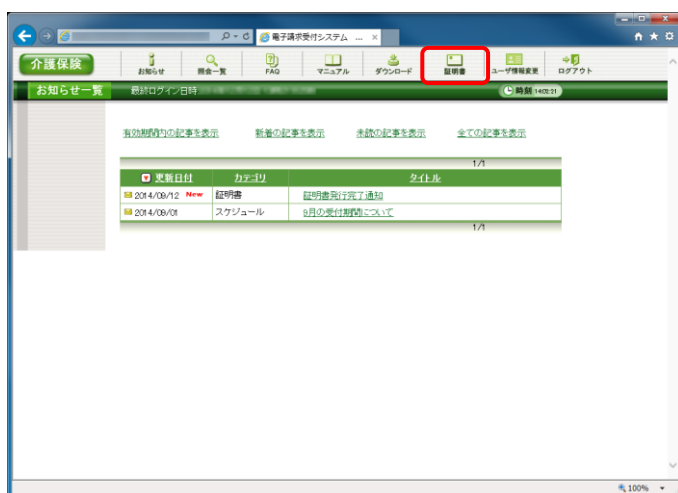 電子請求受付システム ...
介護保険
お知らせ
照会一覧
FAQ
マニュアル
ダウンロード
証明書
ユーザ情報変更
ログアウト
お知らせ一覧
最終ログイン日時
時刻 14:02:21
有効期間内の記事を表示 新着の記事を表示 未読の記事を表示 全ての記事を表示
1/1
更新日付 カテゴリ タイトル
2014/09/12 New 証明書 証明書発行完了通知
2014/09/01 スケジュール 9月の受付期間について
1/1
100%